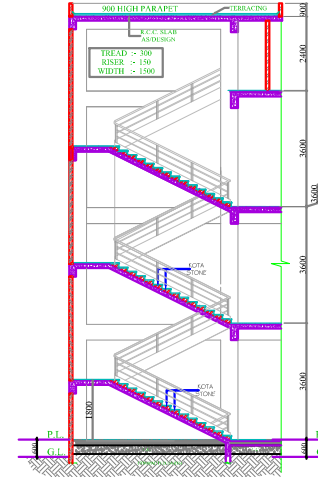 900 HIGH PARAPET
TERRACING
900
R.C.C. SLAB
AS/DESIGN
TREAD :- 300
RISER :- 150
WIDTH :- 1500
2400
3600
3600
3600
KOTA
STONE
3600
KOTA
STONE
1800
P.L.
600
G.L.
600